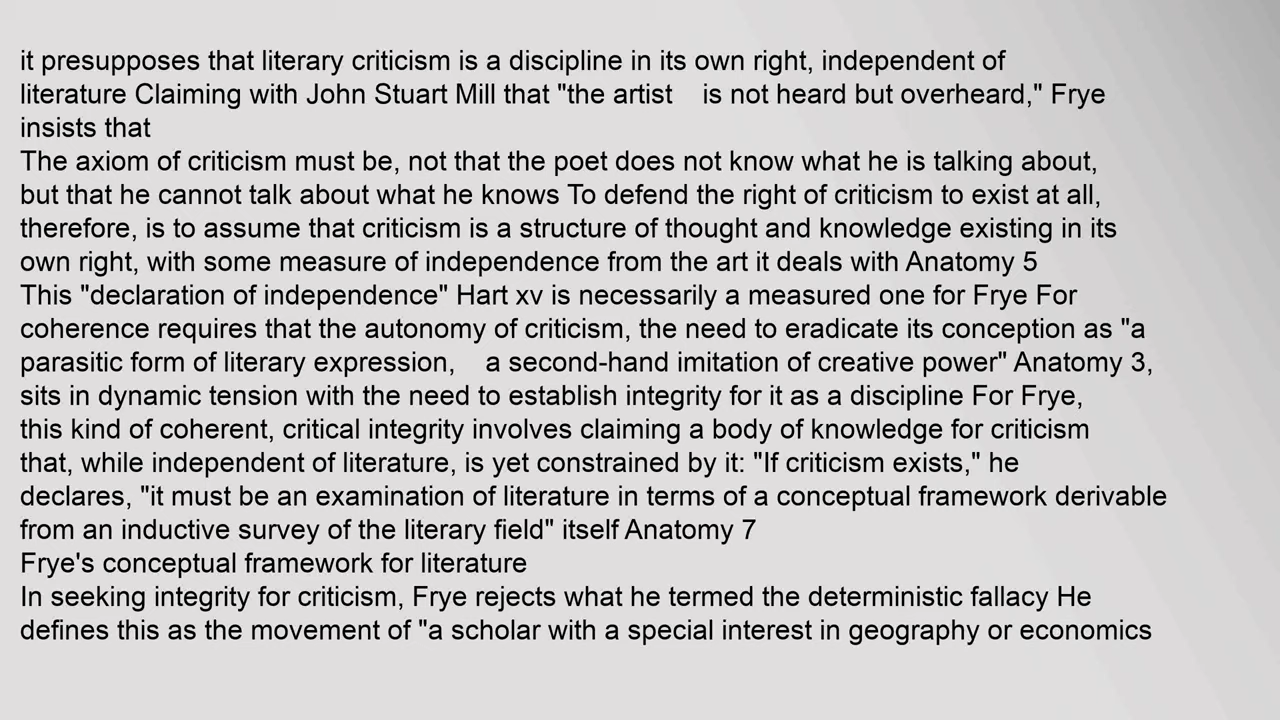 it presupposes that literary criticism is a discipline in its own right, independent of
literature Claiming with John Stuart Mill that "the artist    is not heard but overheard," Frye
insists that
The axiom of criticism must be, not that the poet does not know what he is talking about,
but that he cannot talk about what he knows To defend the right of criticism to exist at all,
therefore, is to assume that criticism is a structure of thought and knowledge existing in its
own right, with some measure of independence from the art it deals with Anatomy 5
This "declaration of independence" Hart xv is necessarily a measured one for Frye For
coherence requires that the autonomy of criticism, the need to eradicate its conception as "a
parasitic form of literary expression,    a second-hand imitation of creative power" Anatomy 3,
sits in dynamic tension with the need to establish integrity for it as a discipline For Frye,
this kind of coherent, critical integrity involves claiming a body of knowledge for criticism
that, while independent of literature, is yet constrained by it: "If criticism exists," he
declares, "it must be an examination of literature in terms of a conceptual framework derivable
from an inductive survey of the literary field" itself Anatomy 7
Frye's conceptual framework for literature
In seeking integrity for criticism, Frye rejects what he termed the deterministic fallacy He
defines this as the movement of "a scholar with a special interest in geography or economics